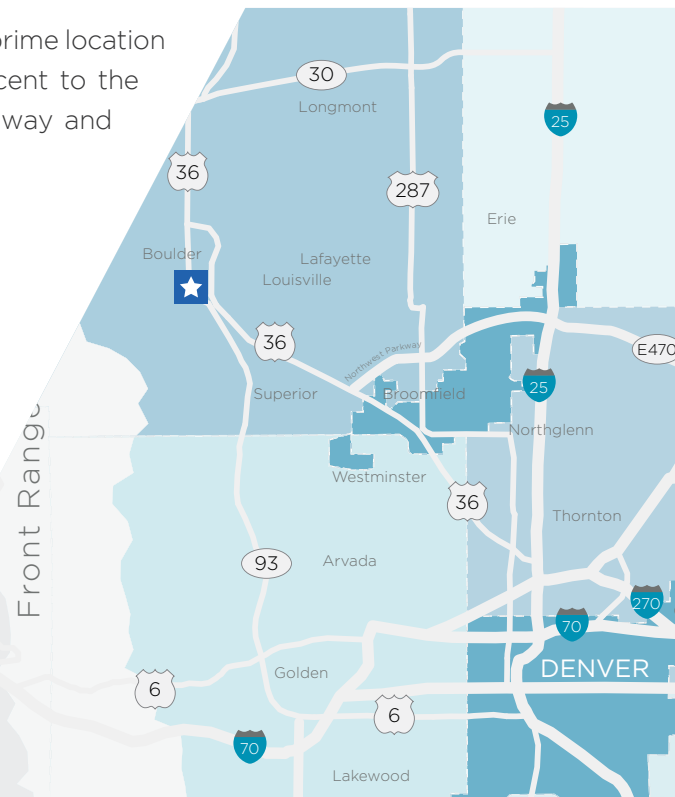 prime location
cent to the
way and
30
Longmont
25
36
287
Erie
Boulder
Lafayette
Louisville
36
Northwest Parkway
E470
25
Superior
Broomfield
Front Range
Northglenn
Westminster
36
Thornton
93
Arvada
270
70
DENVER
Golden
6
6
70
Lakewood